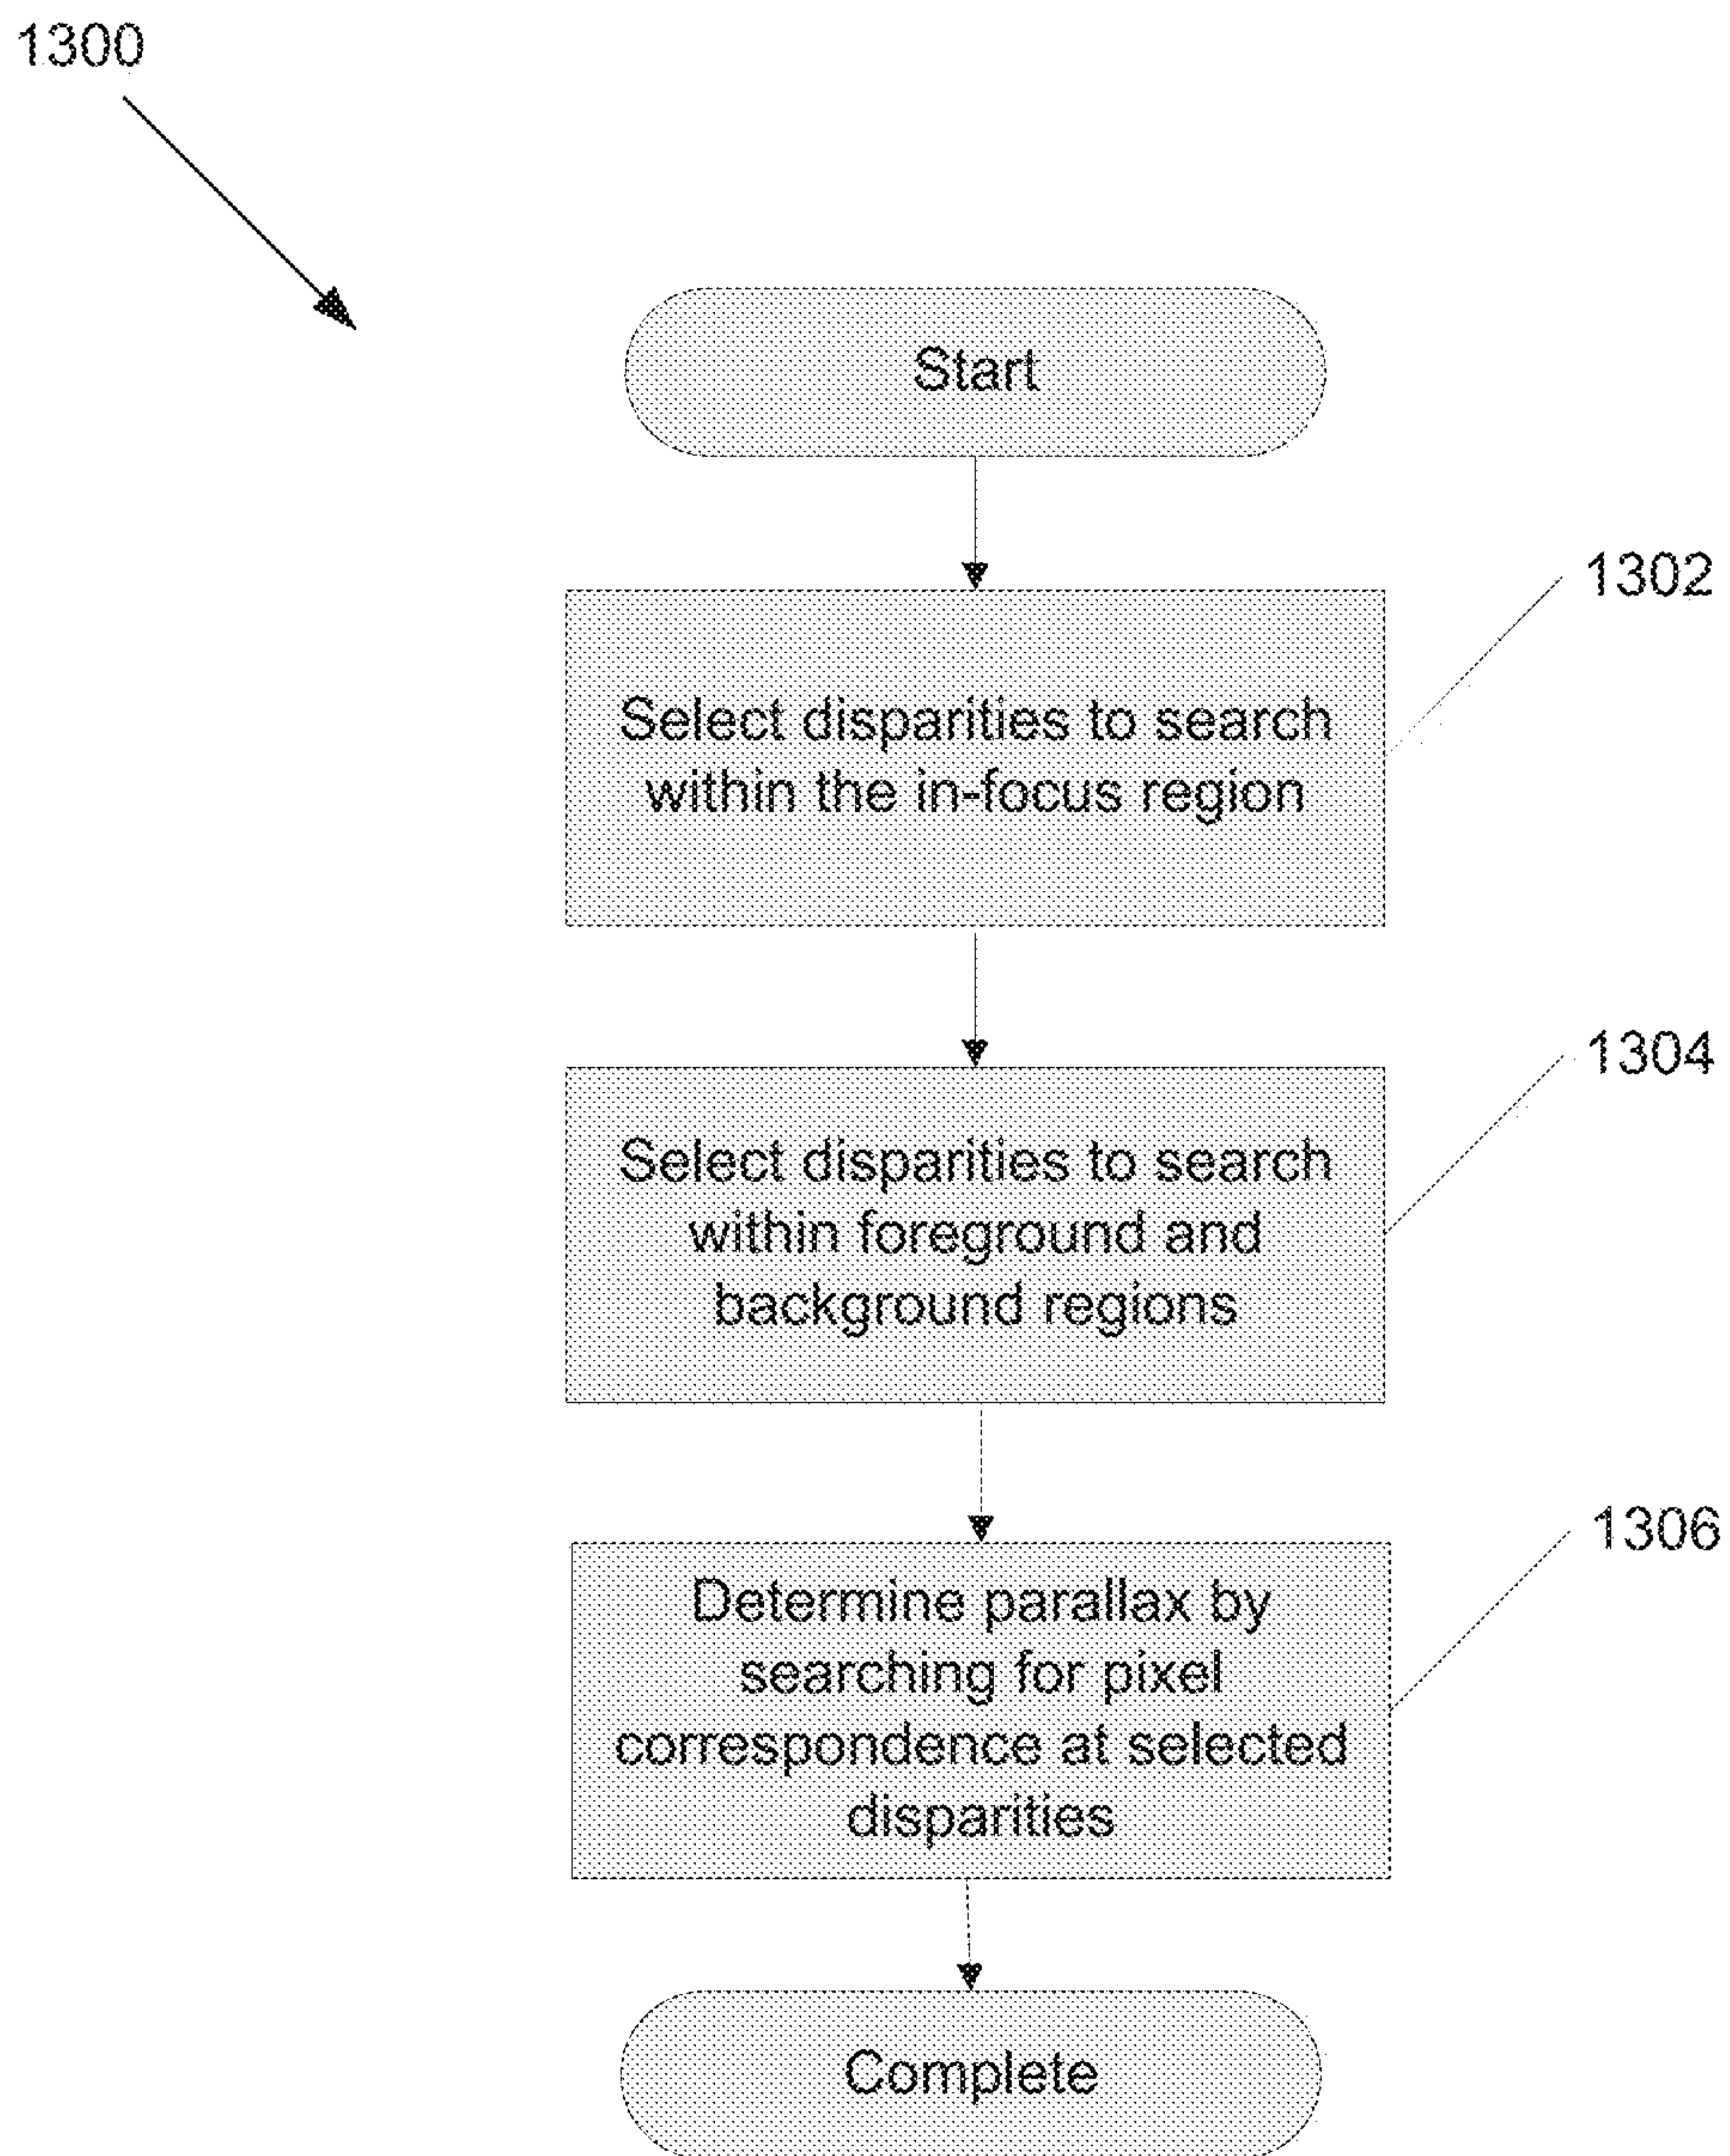 1300
Start
1302
Select disparities to search
within the in-focus region
1304
Select disparities to search
within foreground and
background regions
1306
Determine parallax by
searching for pixel
correspondence at selected
disparities
Complete